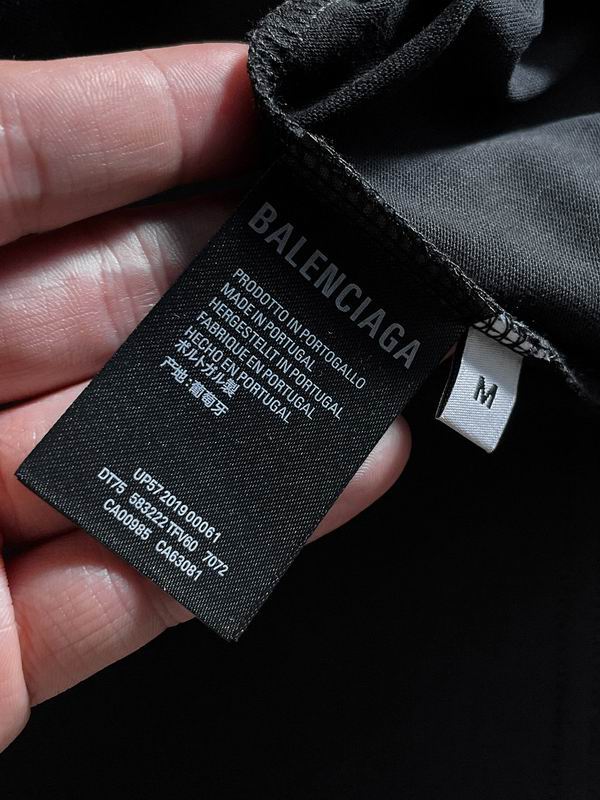 BALENCIAGA
PRODOTTO IN PORTOGALLO
MADE IN PORTUGAL
HERGESTELLT IN PORTUGAL
FABRIQUE EN PORTUGAL
HECHO EN PORTUGAL
ポルトガル製
产地:葡萄牙
UP57 2019 00061
DT75 583222 TFV60 7072
CA00985 CA63081
M